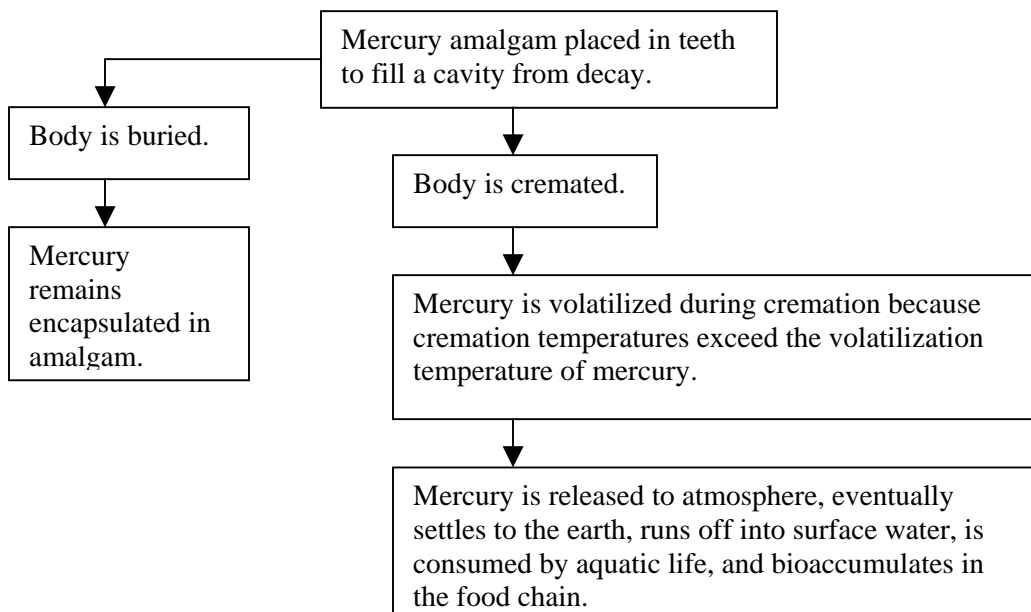 Mercury amalgam placed in teeth
to fill a cavity from decay.
Body is buried.
Body is cremated.
Mercury
remains
encapsulated in
amalgam.
Mercury is volatilized during cremation because
cremation temperatures exceed the volatilization
temperature of mercury.
Mercury is released to atmosphere, eventually
settles to the earth, runs off into surface water, is
consumed by aquatic life, and bioaccumulates in
the food chain.